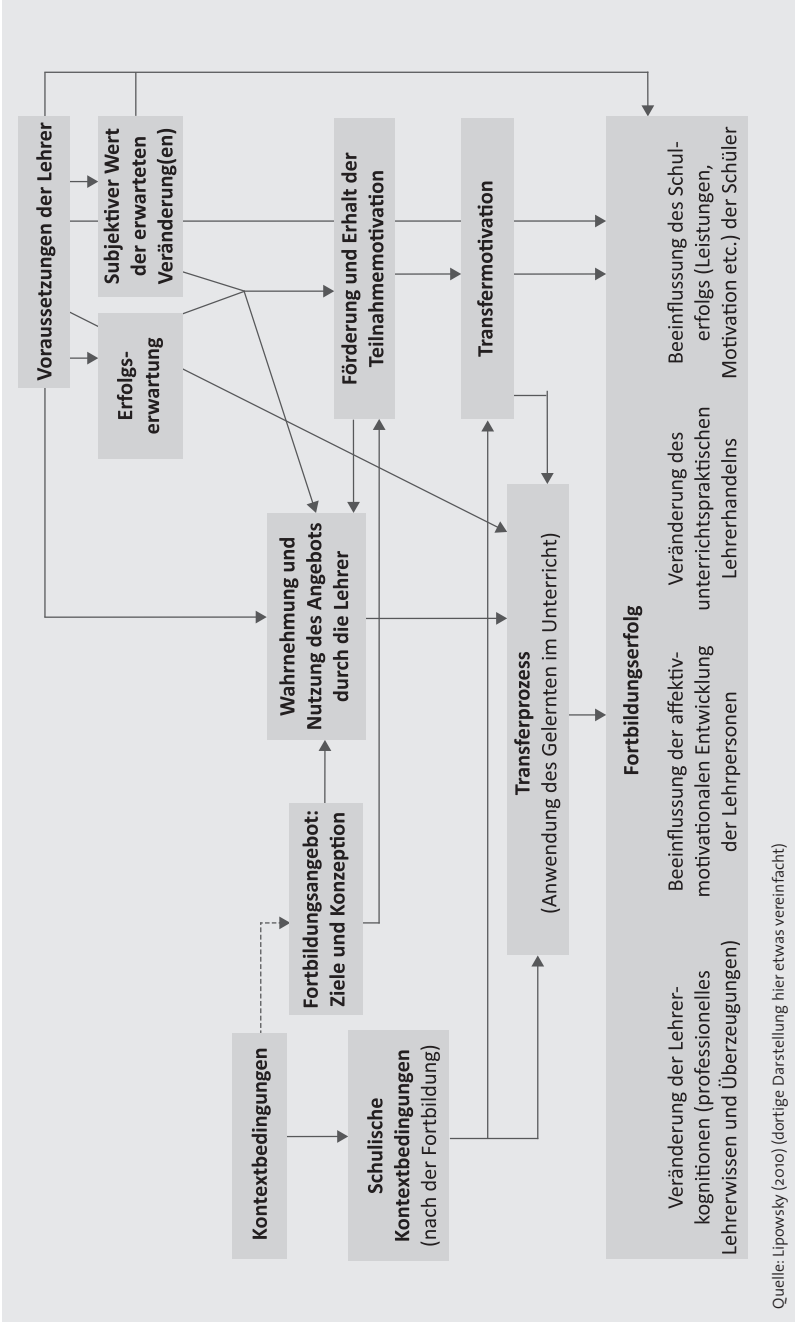 Voraussetzungen der Lehrer
Erfolgs-
erwartung
Subjektiver Wert
der erwarteten
Veränderung(en)
Kontextbedingungen
Fortbildungsangebot:
Ziele und Konzeption
Wahrnehmung und
Nutzung des Angebots
durch die Lehrer
Förderung und Erhalt der
Teilnahmemotivation
Schulische
Kontextbedingungen
(nach der Fortbildung)
Transfermotivation
Transferprozess
(Anwendung des Gelernten im Unterricht)
Fortbildungserfolg
Veränderung der Lehrer-
kognitionen (professionelles
Lehrerwissen und Überzeugungen)
Beeinflussung der affektiv-
motivationalen Entwicklung
der Lehrpersonen
Veränderung des
unterrichtspraktischen
Lehrerhandelns
Beeinflussung des Schul-
erfolgs (Leistungen,
Motivation etc.) der Schüler
Quelle: Lipowsky (2010) (dortige Darstellung hier etwas vereinfacht)